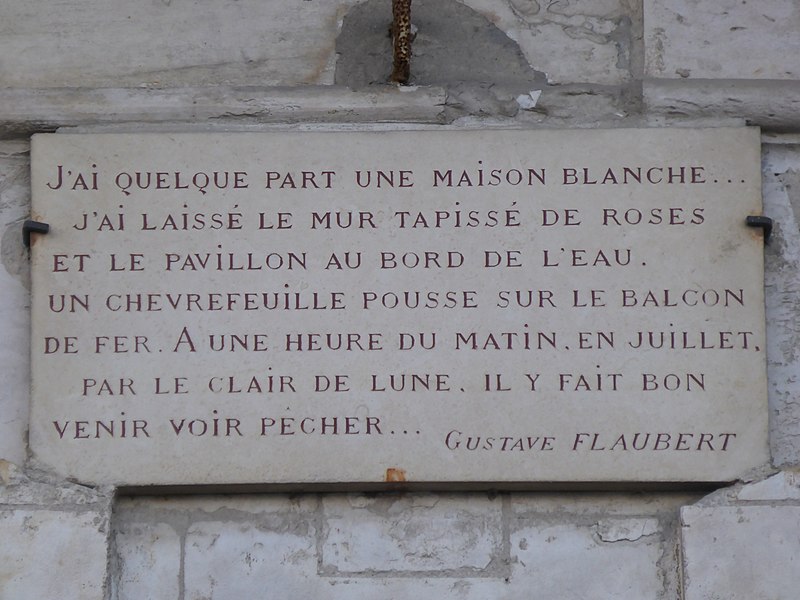 J'AI QUELQUE PART UNE MAISON BLANCHE...
J'AI LAISSÉ LE MUR TAPISSÉ DE ROSES
ET LE PAVILLON AU BORD DE L'EAU.
UN CHEVREFEUILLE POUSSE SUR LE BALCON
DE FER. A UNE HEURE DU MATIN, EN JUILLET,
PAR LE CLAIR DE LUNE, IL Y FAIT BON
VENIR VOIR PÊCHER...
GUSTAVE FLAUBERT